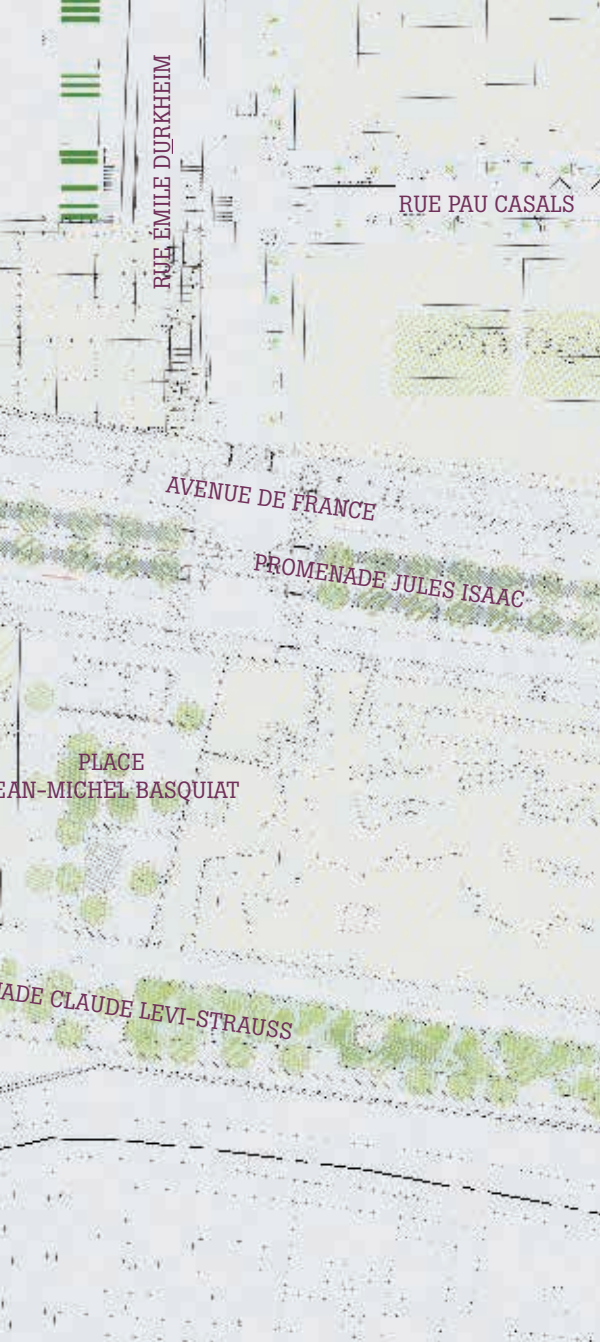 RUE ÉMILE DURKHEIM
RUE PAU CASALS
AVENUE DE FRANCE
PROMENADE JULES ISAAC
PLACE
EAN-MICHEL BASQUIAT
ADE CLAUDE LEVI-STRAUSS